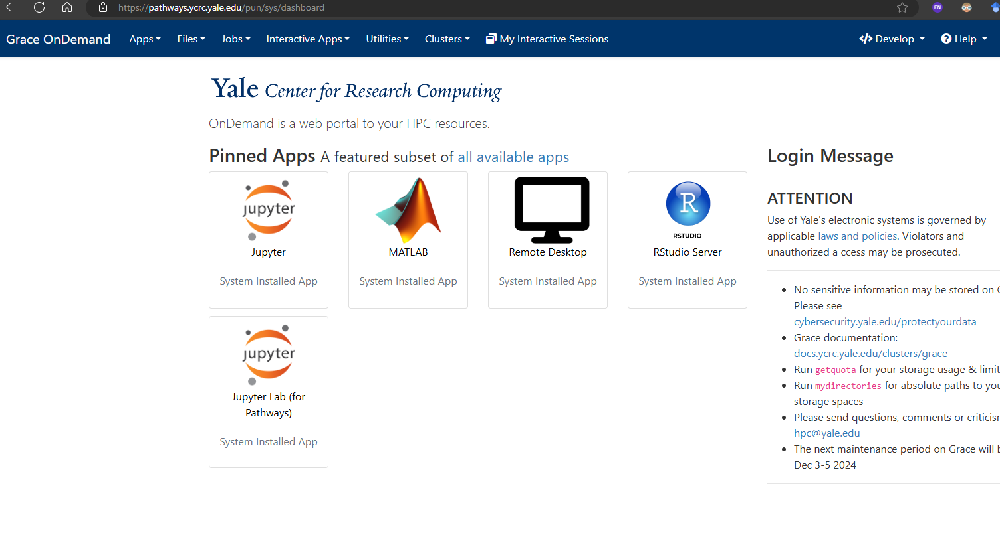 https://pathways.ycrc.yale.edu/pun/sys/dashboard
EN
Grace OnDemand Apps Files Jobs Interactive Apps Utilities Clusters My Interactive Sessions Develop Help
Yale Center for Research Computing
OnDemand is a web portal to your HPC resources.
Pinned Apps A featured subset of all available apps
jupyter
Jupyter
System Installed App
MATLAB
System Installed App
Remote Desktop
System Installed App
R
RSTUDIO
RStudio Server
System Installed App
jupyter
Jupyter Lab (for
Pathways)
System Installed App
Login Message
ATTENTION
Use of Yale's electronic systems is governed by
applicable laws and policies. Violators and
unauthorized a ccess may be prosecuted.
No sensitive information may be stored on
Please see
cybersecurity.yale.edu/protectyourdata
Grace documentation:
docs.ycrc.yale.edu/clusters/grace
Run getquota for your storage usage & limit
Run mydirectories for absolute paths to you
storage spaces
Please send questions, comments or criticis
hpc@yale.edu
The next maintenance period on Grace will
Dec 3-5 2024